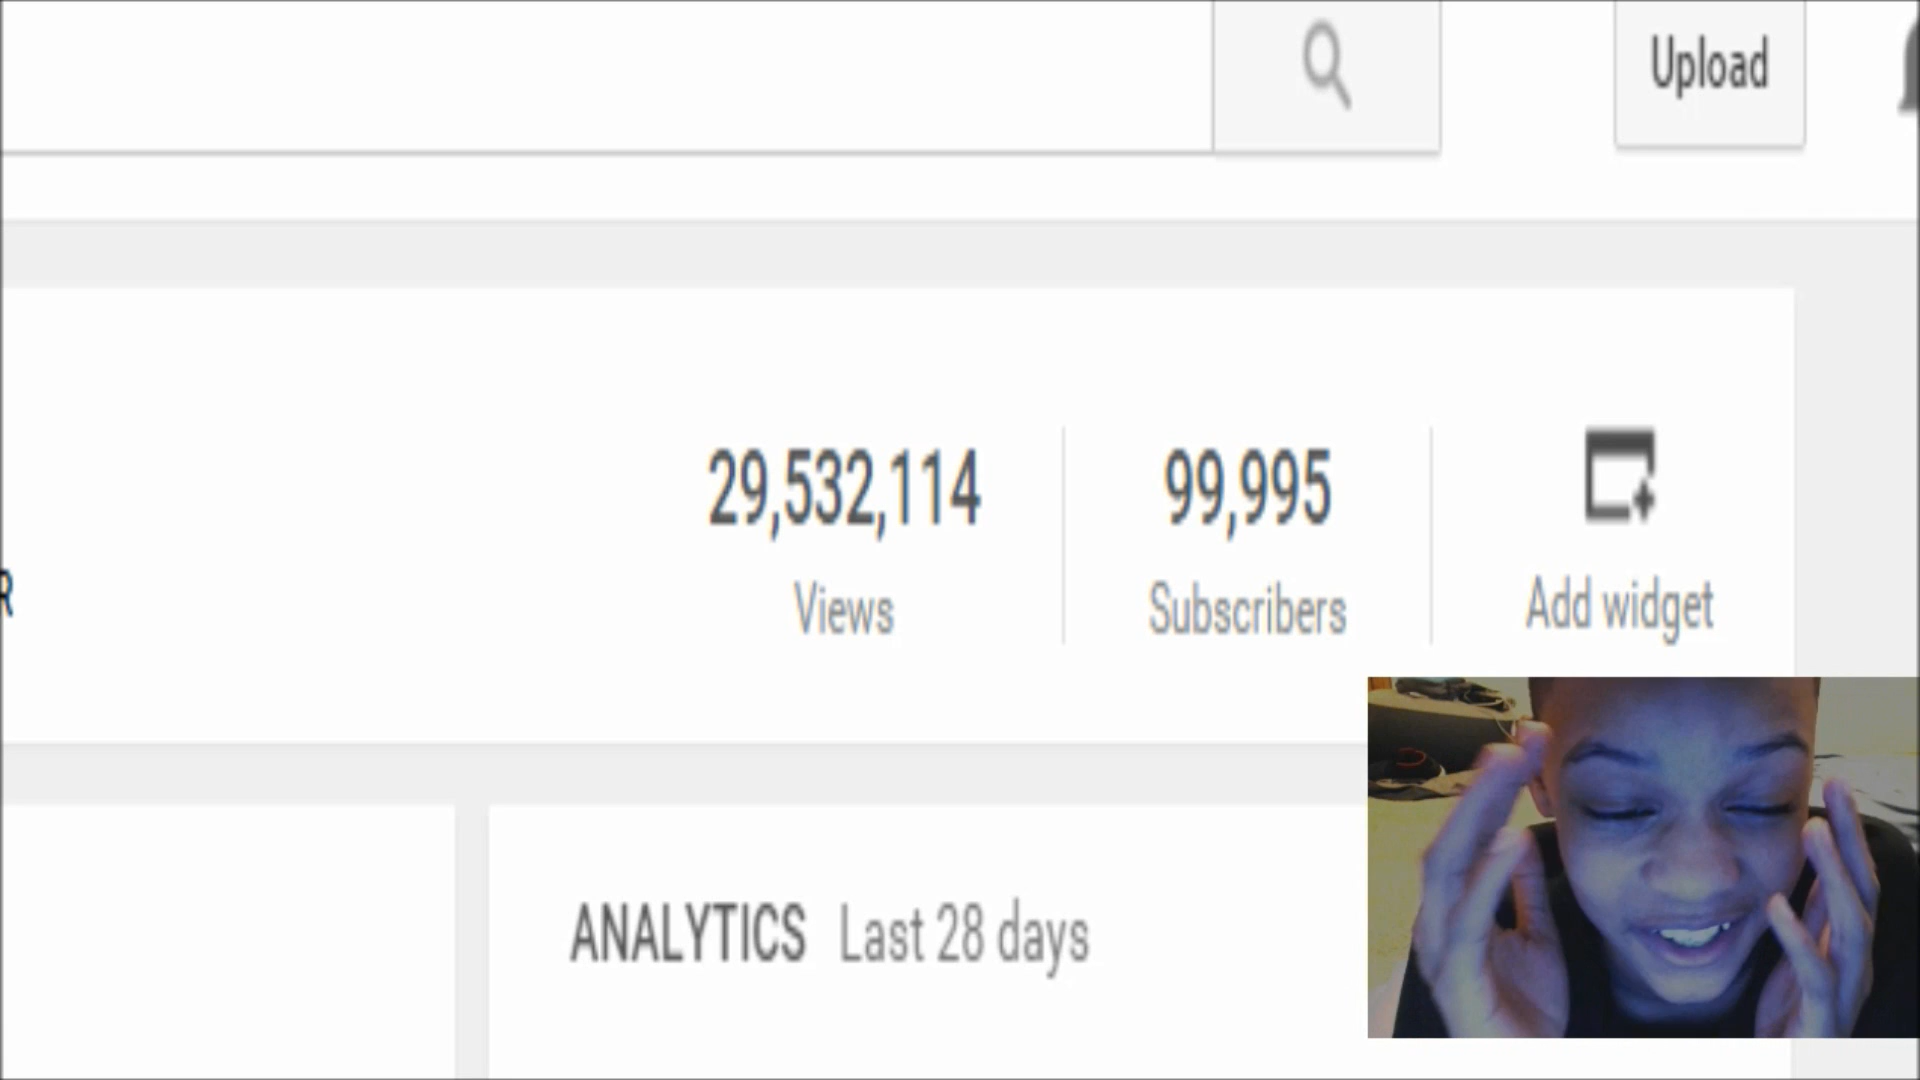 Upload
29,532,114 99,995
Views Subscribers Add widget
R
ANALYTICS Last 28 days